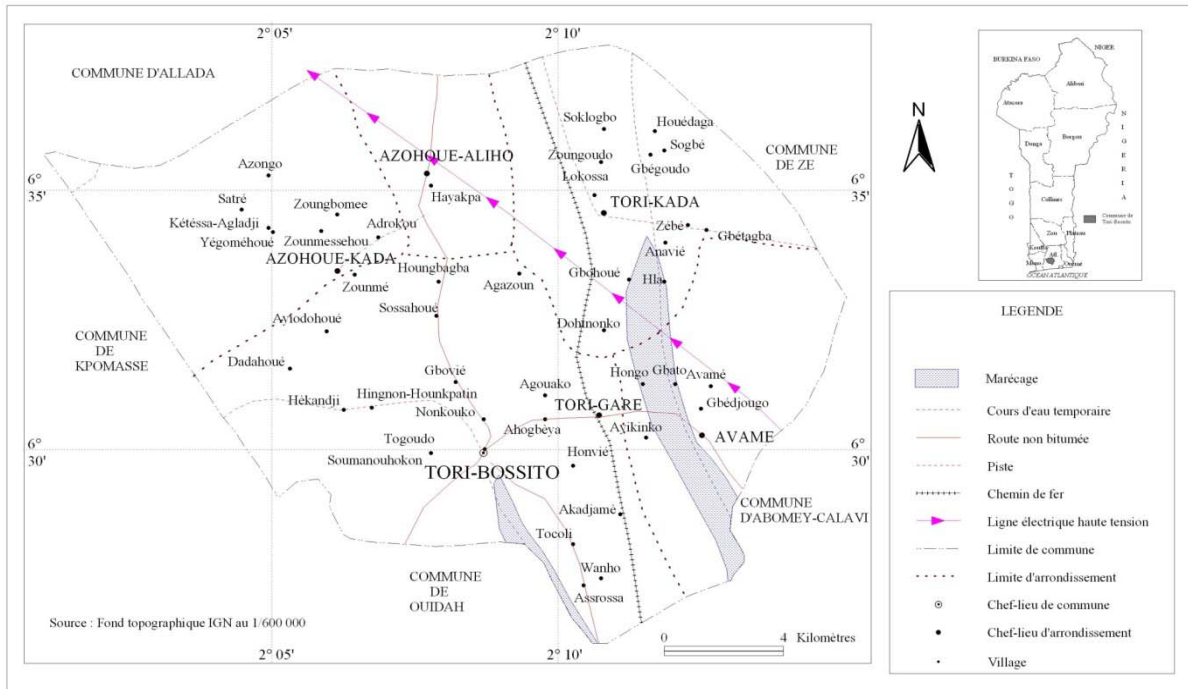 2° 05'
2° 10'
COMMUNE D'ALLADA
Soklogbo
Houédaga
AZOHOUE-ALIHO
Zoungoudo
Sogbé
Gbégoudo
COMMUNE
DE ZE
Azongo
Hayakpa
Lokossa
6°
35'
6°
35'
Satré
Zoungbomee
TORI-KADA
Kétéssa-Agladji
Adrokou
Zébè
Gbétagba
Yégoméhoué
Zounmessehou
Anavié
AZOHOUE-KADA
Houngbagba
Gbohoué
Hla
Zounmé
Agazoun
Sossahoué
Aylodohoué
Dohinonko
COMMUNE
DE
KPOMASSE
Dadahoué
Gbovié
Hongo
Gbato
Avamé
Hingnon-Hounkpatin
Agouako
Hékandji
Nonkouko
TORI-GARE
Gbédjougo
Ahogbèya
Ayikinko
AVAME
6°
30'
6°
30'
Togoudo
Honvié
Soumanouhokon
TORI-BOSSITO
Akadjamè
COMMUNE
D'ABOMEY-CALAVI
Tocoli
COMMUNE
DE
OUIDAH
Wanho
Assrossa
Source : Fond topographique IGN au 1/600 000
0 4 Kilomètres
2° 05'
2° 10'
N
NIGER
BURKINA FASO
Alibori
Atacora
Borgou
Donga
NIGERIA
TOGO
Collines
Commune de
Zou
Plateau
OCEAN ATLANTIQUE
LEGENDE
Marécage
Cours d'eau temporaire
Route non bitumée
Piste
Chemin de fer
Ligne électrique haute tension
Limite de commune
Limite d'arrondissement
Chef-lieu de commune
Chef-lieu d'arrondissement
Village